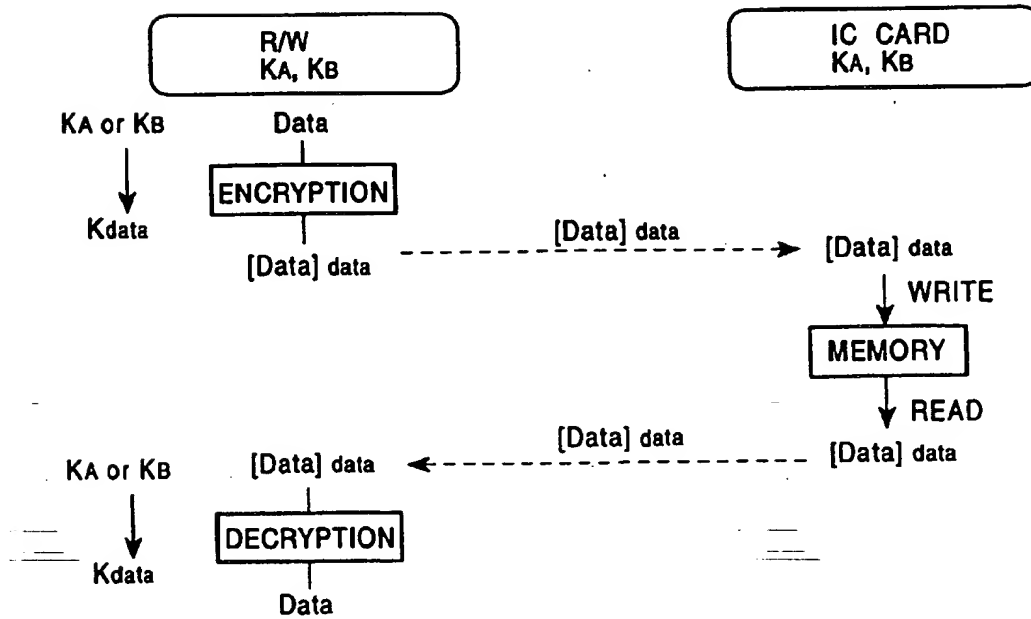 R/W
KA, KB
IC CARD
KA, KB
KA or KB
Data
ENCRYPTION
Kdata
[Data] data
[Data] data
[Data] data
WRITE
MEMORY
READ
[Data] data
[Data] data
[Data] data
KA or KB
DECRYPTION
Kdata
Data